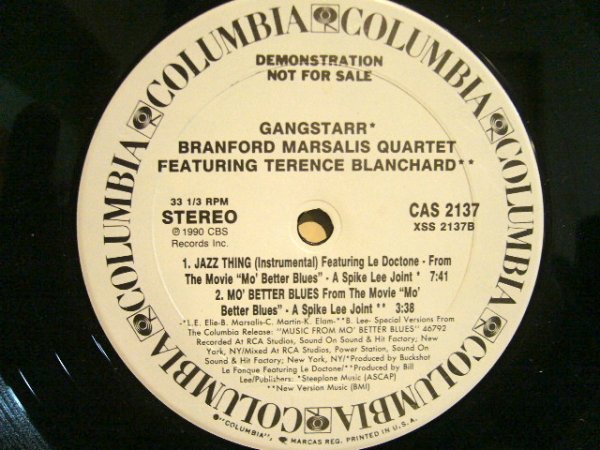 COLUMBIA COLUMBIA COLUMBIA COLUMBIA COLUMBIA COLUMBIA COLUMBIA
DEMONSTRATION
NOT FOR SALE
GANGSTARR*
BRANFORD MARSALIS QUARTET
FEATURING TERENCE BLANCHARD**
33 1/3 RPM
STEREO
℗ 1990 CBS
Records Inc.
CAS 2137
XSS 2137B
1. JAZZ THING (Instrumental) Featuring Le Doctone - From
The Movie "Mo' Better Blues" - A Spike Lee Joint * 7:41
2. MO' BETTER BLUES From The Movie "Mo'
Better Blues" - A Spike Lee Joint ** 3:38
-*L.E. Elie-B. Marsalis-C. Martin-K. Elam-**B. Lee- Special Versions From
The Columbia Release: "MUSIC FROM MO' BETTER BLUES" 46792
Recorded At RCA Studios, Sound On Sound & Hit Factory; New
York, NY/Mixed At RCA Studios, Power Station, Sound On
Sound & Hit Factory; New York, NY/*Produced by Buckshot
Le Fonque Featuring Le Doctone/**Produced by Bill
Lee/Publishers: *Steeplone Music (ASCAP)
**New Version Music (BMI)
"COLUMBIA", MARCAS REG. PRINTED IN U.S.A.